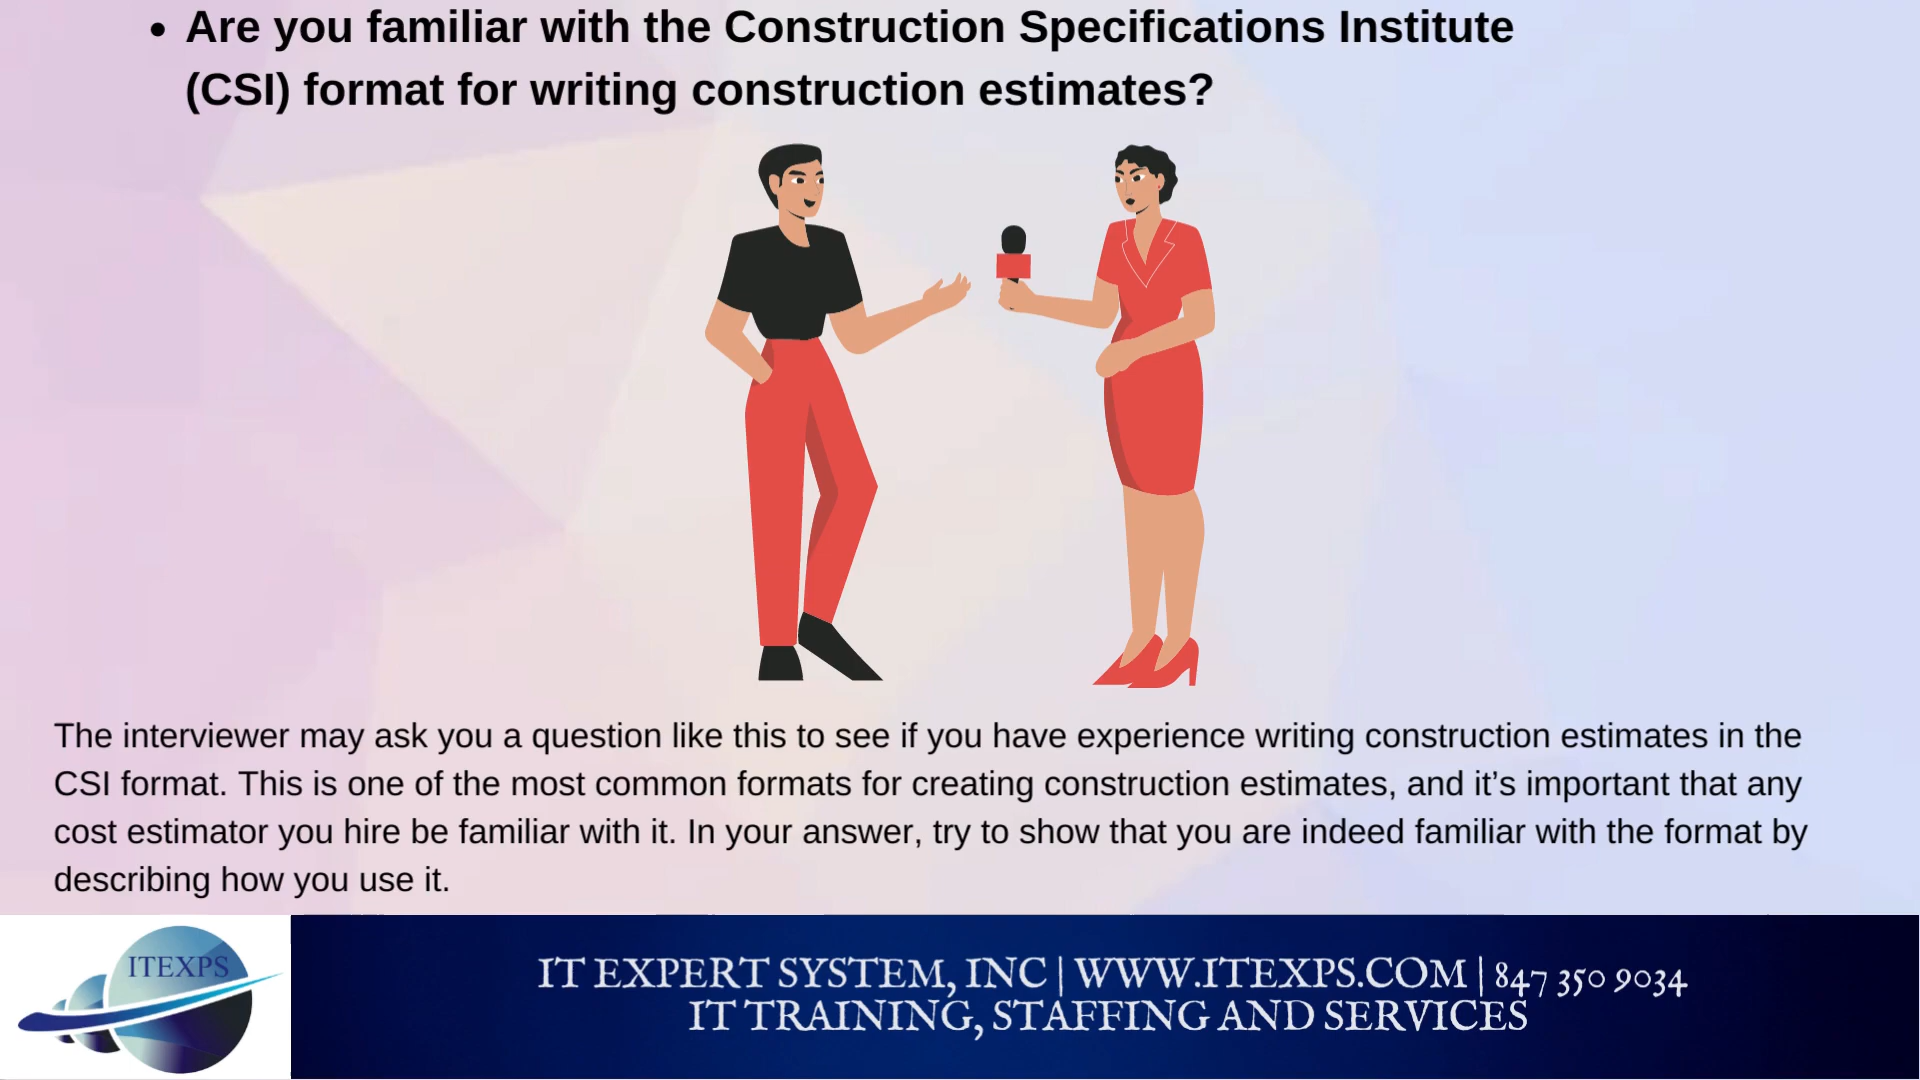 • Are you familiar with the Construction Specifications Institute
(CSI) format for writing construction estimates?
The interviewer may ask you a question like this to see if you have experience writing construction estimates in the
CSI format. This is one of the most common formats for creating construction estimates, and it’s important that any
cost estimator you hire be familiar with it. In your answer, try to show that you are indeed familiar with the format by
describing how you use it.
ITEXPS
IT EXPERT SYSTEM, INC | WWW.ITEXPS.COM | 847 350 9034
IT TRAINING, STAFFING AND SERVICES